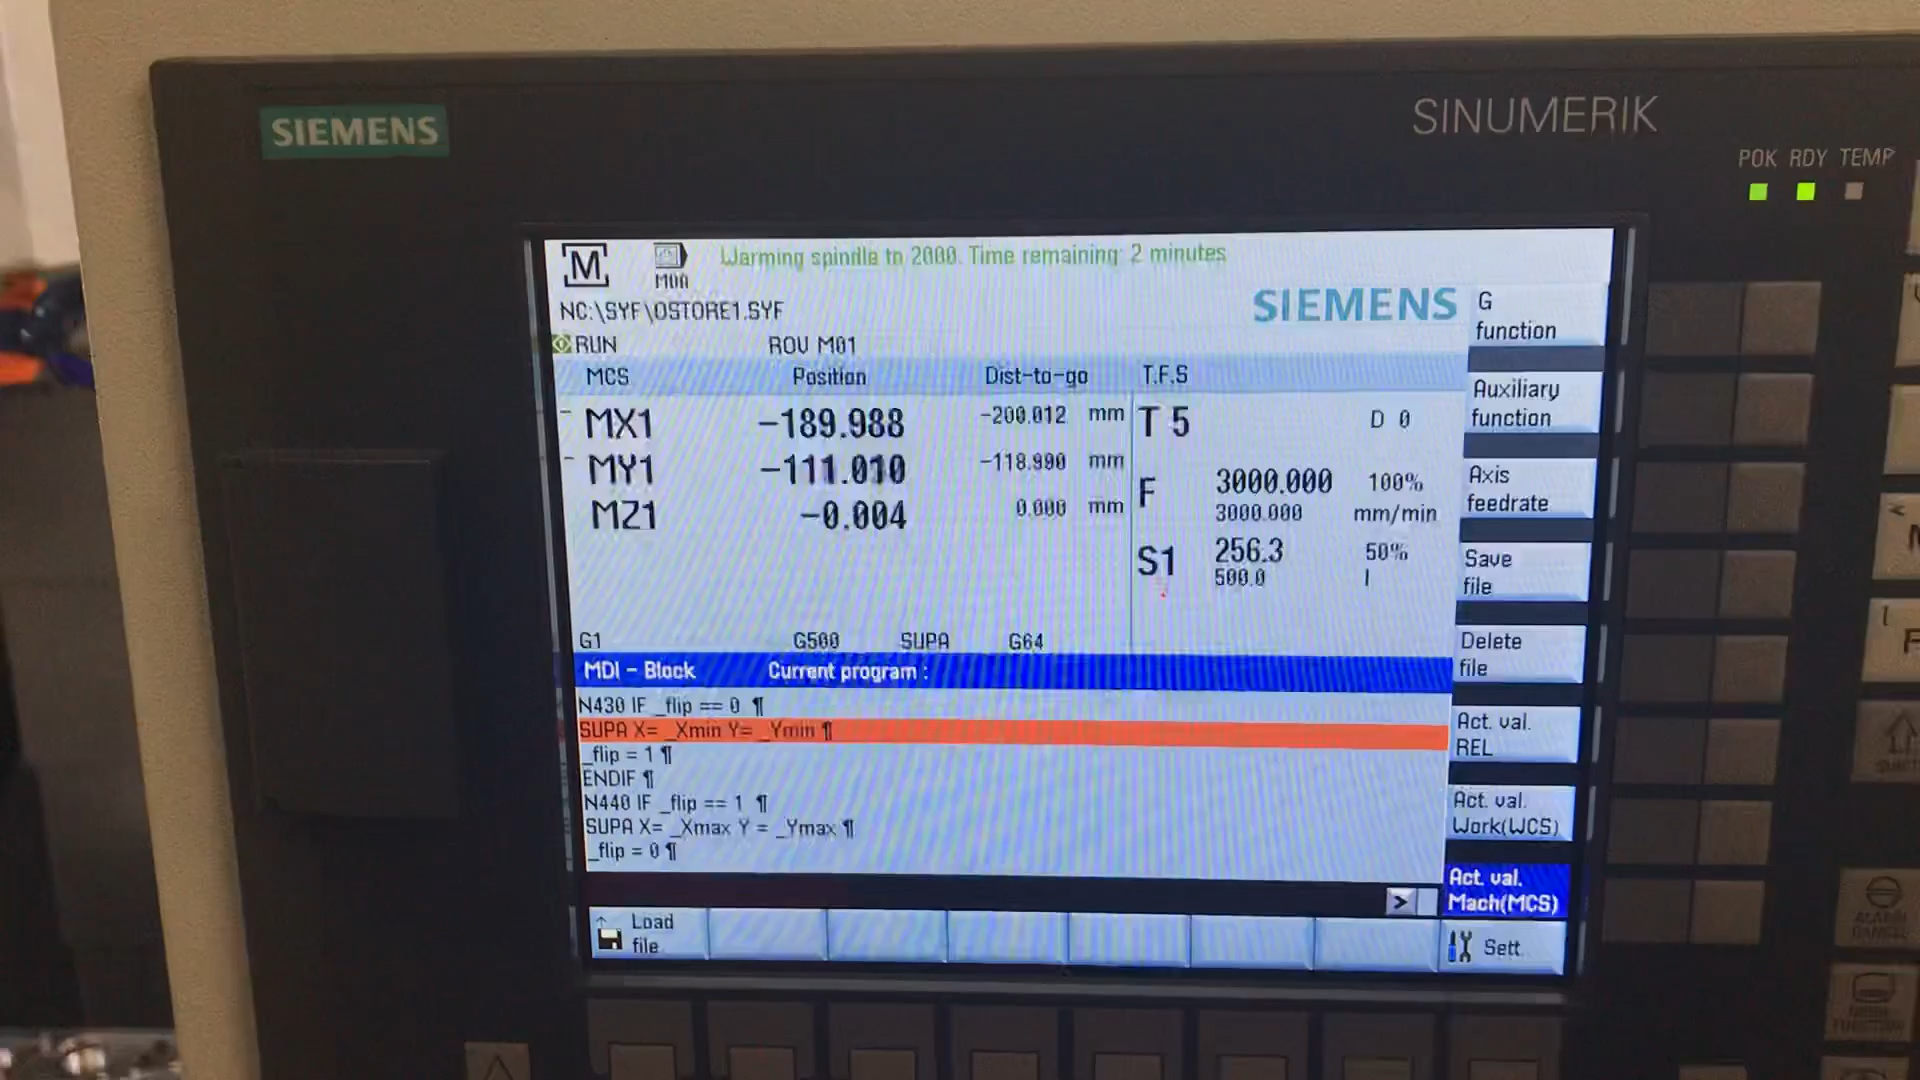 SIEMENS
SINUMERIK
POK RDY TEMP
M
MDA
Warming spindle to 2000. Time remaining: 2 minutes
NC:\SYF\OSTORE1.SYF
SIEMENS
RUN ROV M01
MCS Position Dist-to-go T,F,S
MX1 -189.988 -200.012 mm T 5 D 0
MY1 -111.010 -118.990 mm
MZ1 -0.004 0.000 mm
F 3000.000 100%
3000.000 mm/min
S1 256.3 50%
500.0
G1 G500 SUPA G64
MDI - Block Current program :
N430 IF _flip == 0 ¶
SUPA X= _Xmin Y= _Ymin ¶
_flip = 1 ¶
ENDIF ¶
N440 IF _flip == 1 ¶
SUPA X= _Xmax Y = _Ymax ¶
_flip = 0 ¶
G
function
Auxiliary
function
Axis
feedrate
Save
file
Delete
file
Act. val.
REL
Act. val.
Work(WCS)
Act. val.
Mach(MCS)
>
Load
file
Sett.